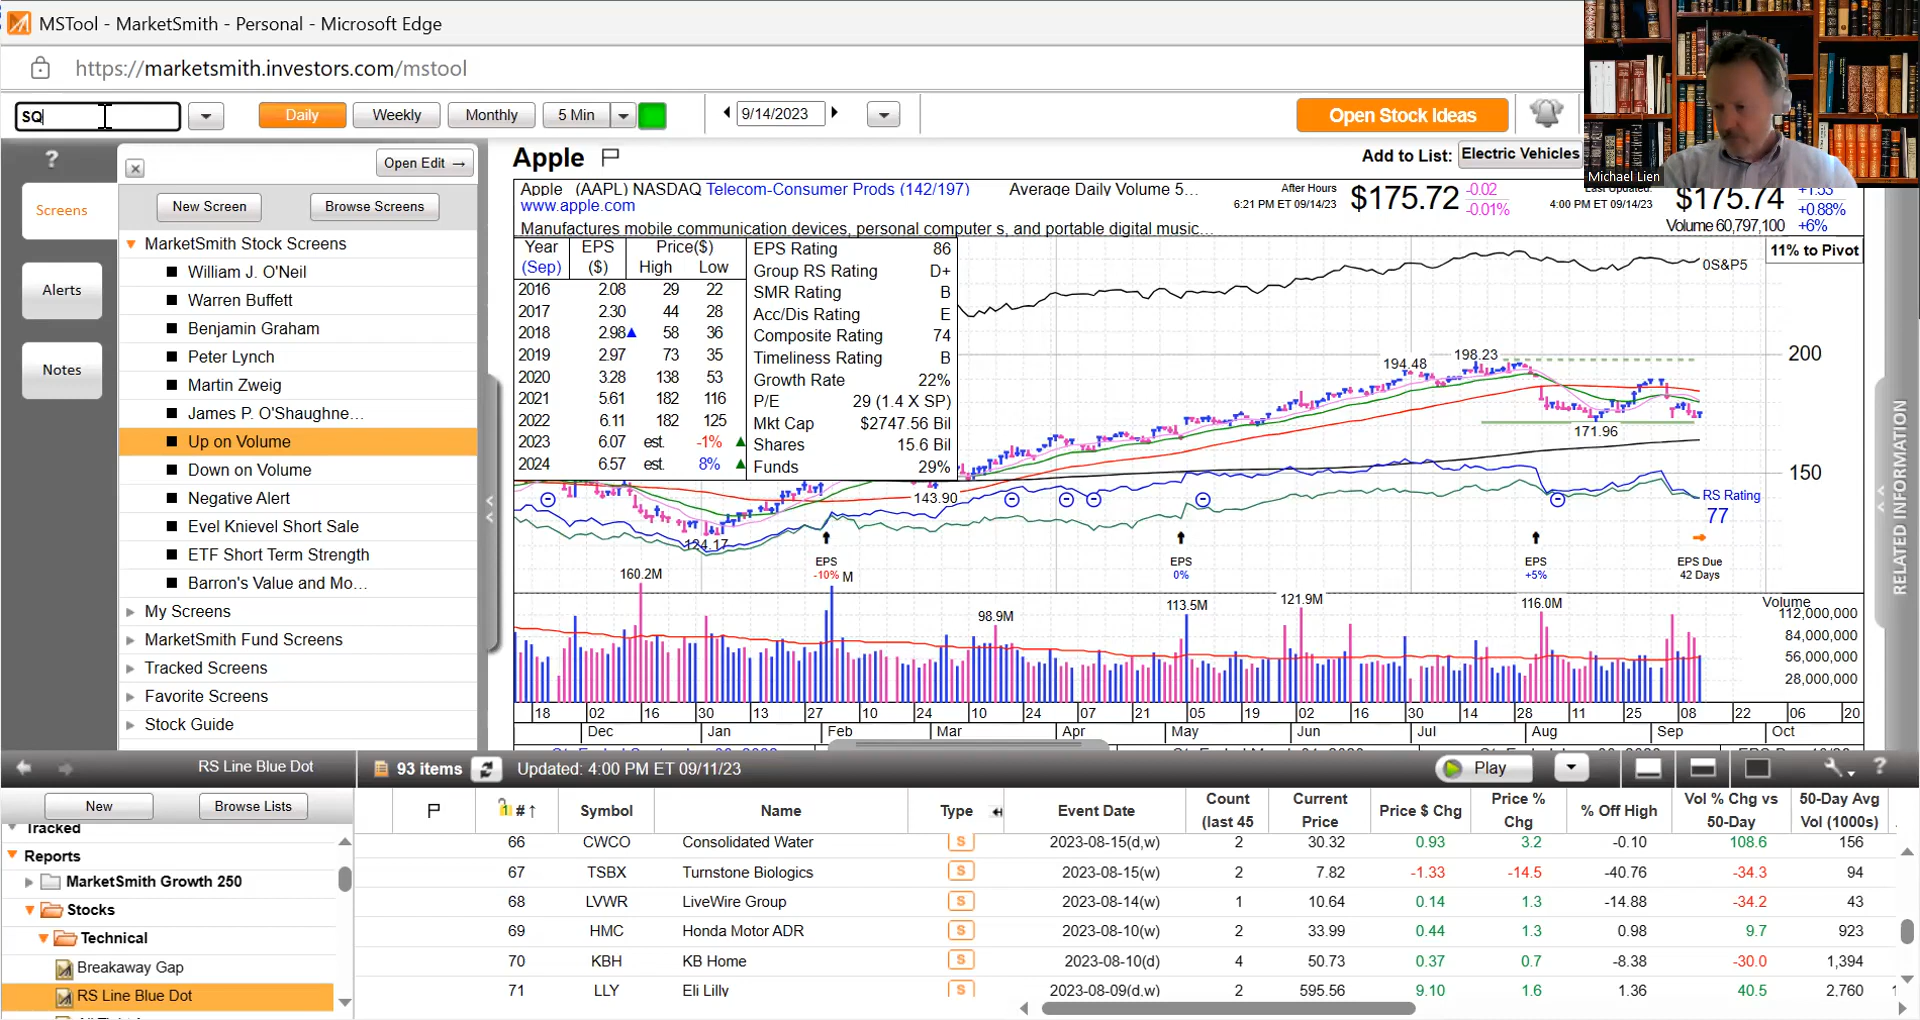 MSTool - MarketSmith - Personal - Microsoft Edge
https://marketsmith.investors.com/mstool
SQ
Daily
Weekly
Monthly
5 Min
9/14/2023
Open Stock Ideas
Michael Lien
?
Screens
Alerts
Notes
Open Edit →
New Screen
Browse Screens
MarketSmith Stock Screens
William J. O'Neil
Warren Buffett
Benjamin Graham
Peter Lynch
Martin Zweig
James P. O'Shaughne...
Up on Volume
Down on Volume
Negative Alert
Evel Knievel Short Sale
ETF Short Term Strength
Barron's Value and Mo...
My Screens
MarketSmith Fund Screens
Tracked Screens
Favorite Screens
Stock Guide
Apple
Add to List: Electric Vehicles
Apple (AAPL) NASDAQ Telecom-Consumer Prods (142/197) Average Daily Volume 5...
www.apple.com
Manufactures mobile communication devices, personal computer s, and portable digital music...
After Hours
6:21 PM ET 09/14/23
$175.72 -0.02
-0.01%
Last Updated:
4:00 PM ET 09/14/23
$175.74 +1.53
+0.88%
Volume 60,797,100 +6%
Year EPS Price($)
(Sep) ($) High Low
2016 2.08 29 22
2017 2.30 44 28
2018 2.98 58 36
2019 2.97 73 35
2020 3.28 138 53
2021 5.61 182 116
2022 6.11 182 125
2023 6.07 est. -1%
2024 6.57 est. 8%
EPS Rating 86
Group RS Rating D+
SMR Rating B
Acc/Dis Rating E
Composite Rating 74
Timeliness Rating B
Growth Rate 22%
P/E 29 (1.4 X SP)
Mkt Cap $2747.56 Bil
Shares 15.6 Bil
Funds 29%
11% to Pivot
0S&P5
194.48
198.23
200
171.96
150
143.90
124.17
RS Rating
77
EPS
-10%
M
EPS
0%
EPS
+5%
EPS Due
42 Days
160.2M
98.9M
113.5M
121.9M
116.0M
Volume
112,000,000
84,000,000
56,000,000
28,000,000
18 02 16 30 13 27 10 24 10 24 07 21 05 19 02 16 30 14 28 11 25 08 22 06 20
Dec Jan Feb Mar Apr May Jun Jul Aug Sep Oct
RELATED INFORMATION
RS Line Blue Dot
93 items
Updated: 4:00 PM ET 09/11/23
Play
?
New
Browse Lists
Tracked
Reports
MarketSmith Growth 250
Stocks
Technical
Breakaway Gap
RS Line Blue Dot
# Symbol Name Type Event Date Count (last 45 Current Price Price $ Chg Price % Chg % Off High Vol % Chg vs 50-Day 50-Day Avg Vol (1000s)
66 CWCO Consolidated Water S 2023-08-15(d,w) 2 30.32 0.93 3.2 -0.10 108.6 156
67 TSBX Turnstone Biologics S 2023-08-15(w) 2 7.82 -1.33 -14.5 -40.76 -34.3 94
68 LVWR LiveWire Group S 2023-08-14(w) 1 10.64 0.14 1.3 -14.88 -34.2 43
69 HMC Honda Motor ADR S 2023-08-10(w) 2 33.99 0.44 1.3 0.98 9.7 923
70 KBH KB Home S 2023-08-10(d) 4 50.73 0.37 0.7 -8.38 -30.0 1,394
71 LLY Eli Lilly S 2023-08-09(d,w) 2 595.56 9.10 1.6 1.36 40.5 2,760